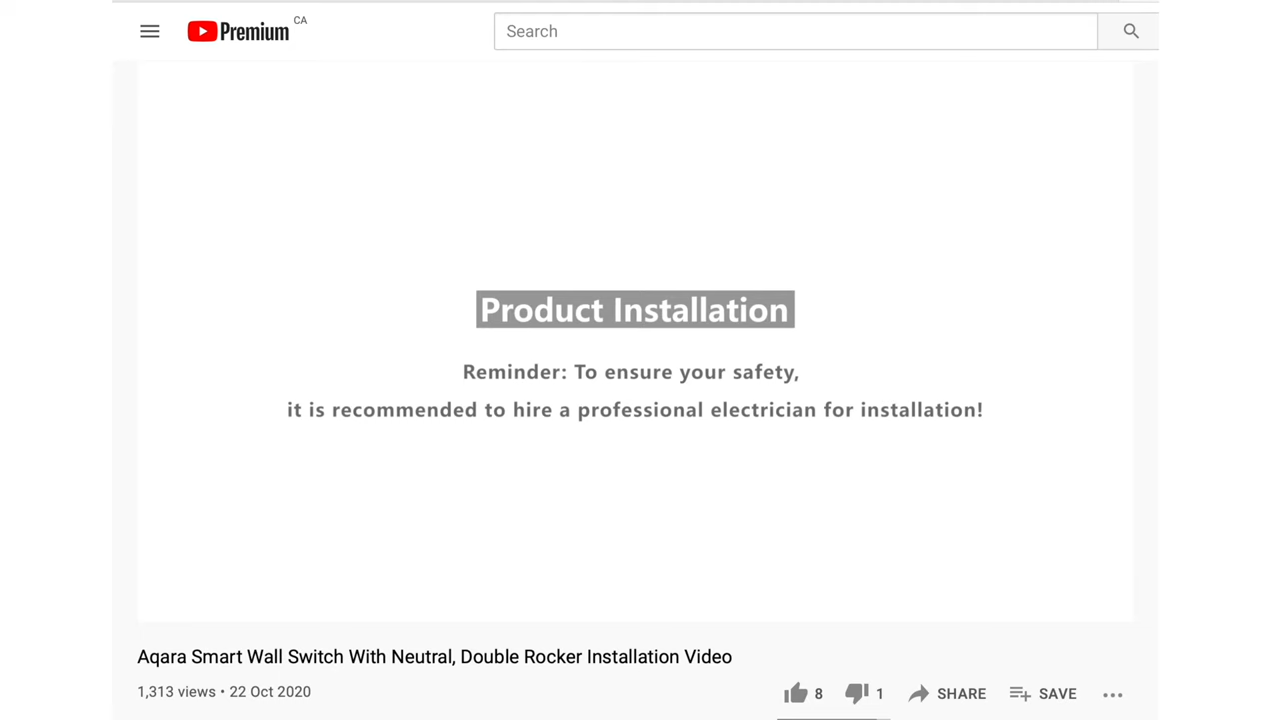 Premium CA
Search
Product Installation
Reminder: To ensure your safety,
it is recommended to hire a professional electrician for installation!
Aqara Smart Wall Switch With Neutral, Double Rocker Installation Video
1,313 views • 22 Oct 2020
8 1 SHARE SAVE